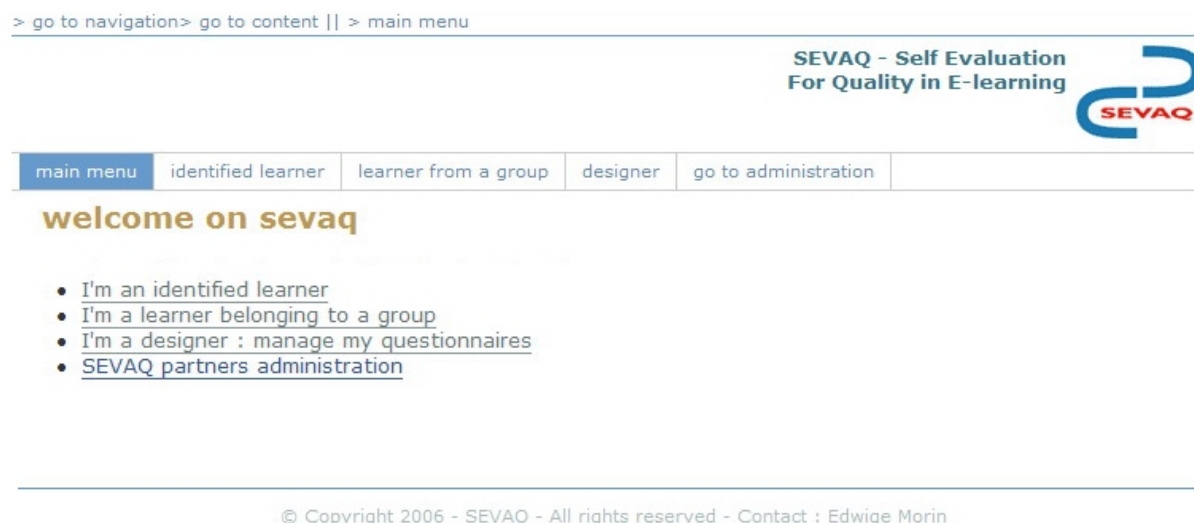 > go to navigation> go to content || > main menu
SEVAQ - Self Evaluation
For Quality in E-learning
SEVAQ
main menu identified learner learner from a group designer go to administration
welcome on sevaq
I'm an identified learner
I'm a learner belonging to a group
I'm a designer : manage my questionnaires
SEVAQ partners administration
© Copyright 2006 - SEVAQ - All rights reserved - Contact : Edwige Morin